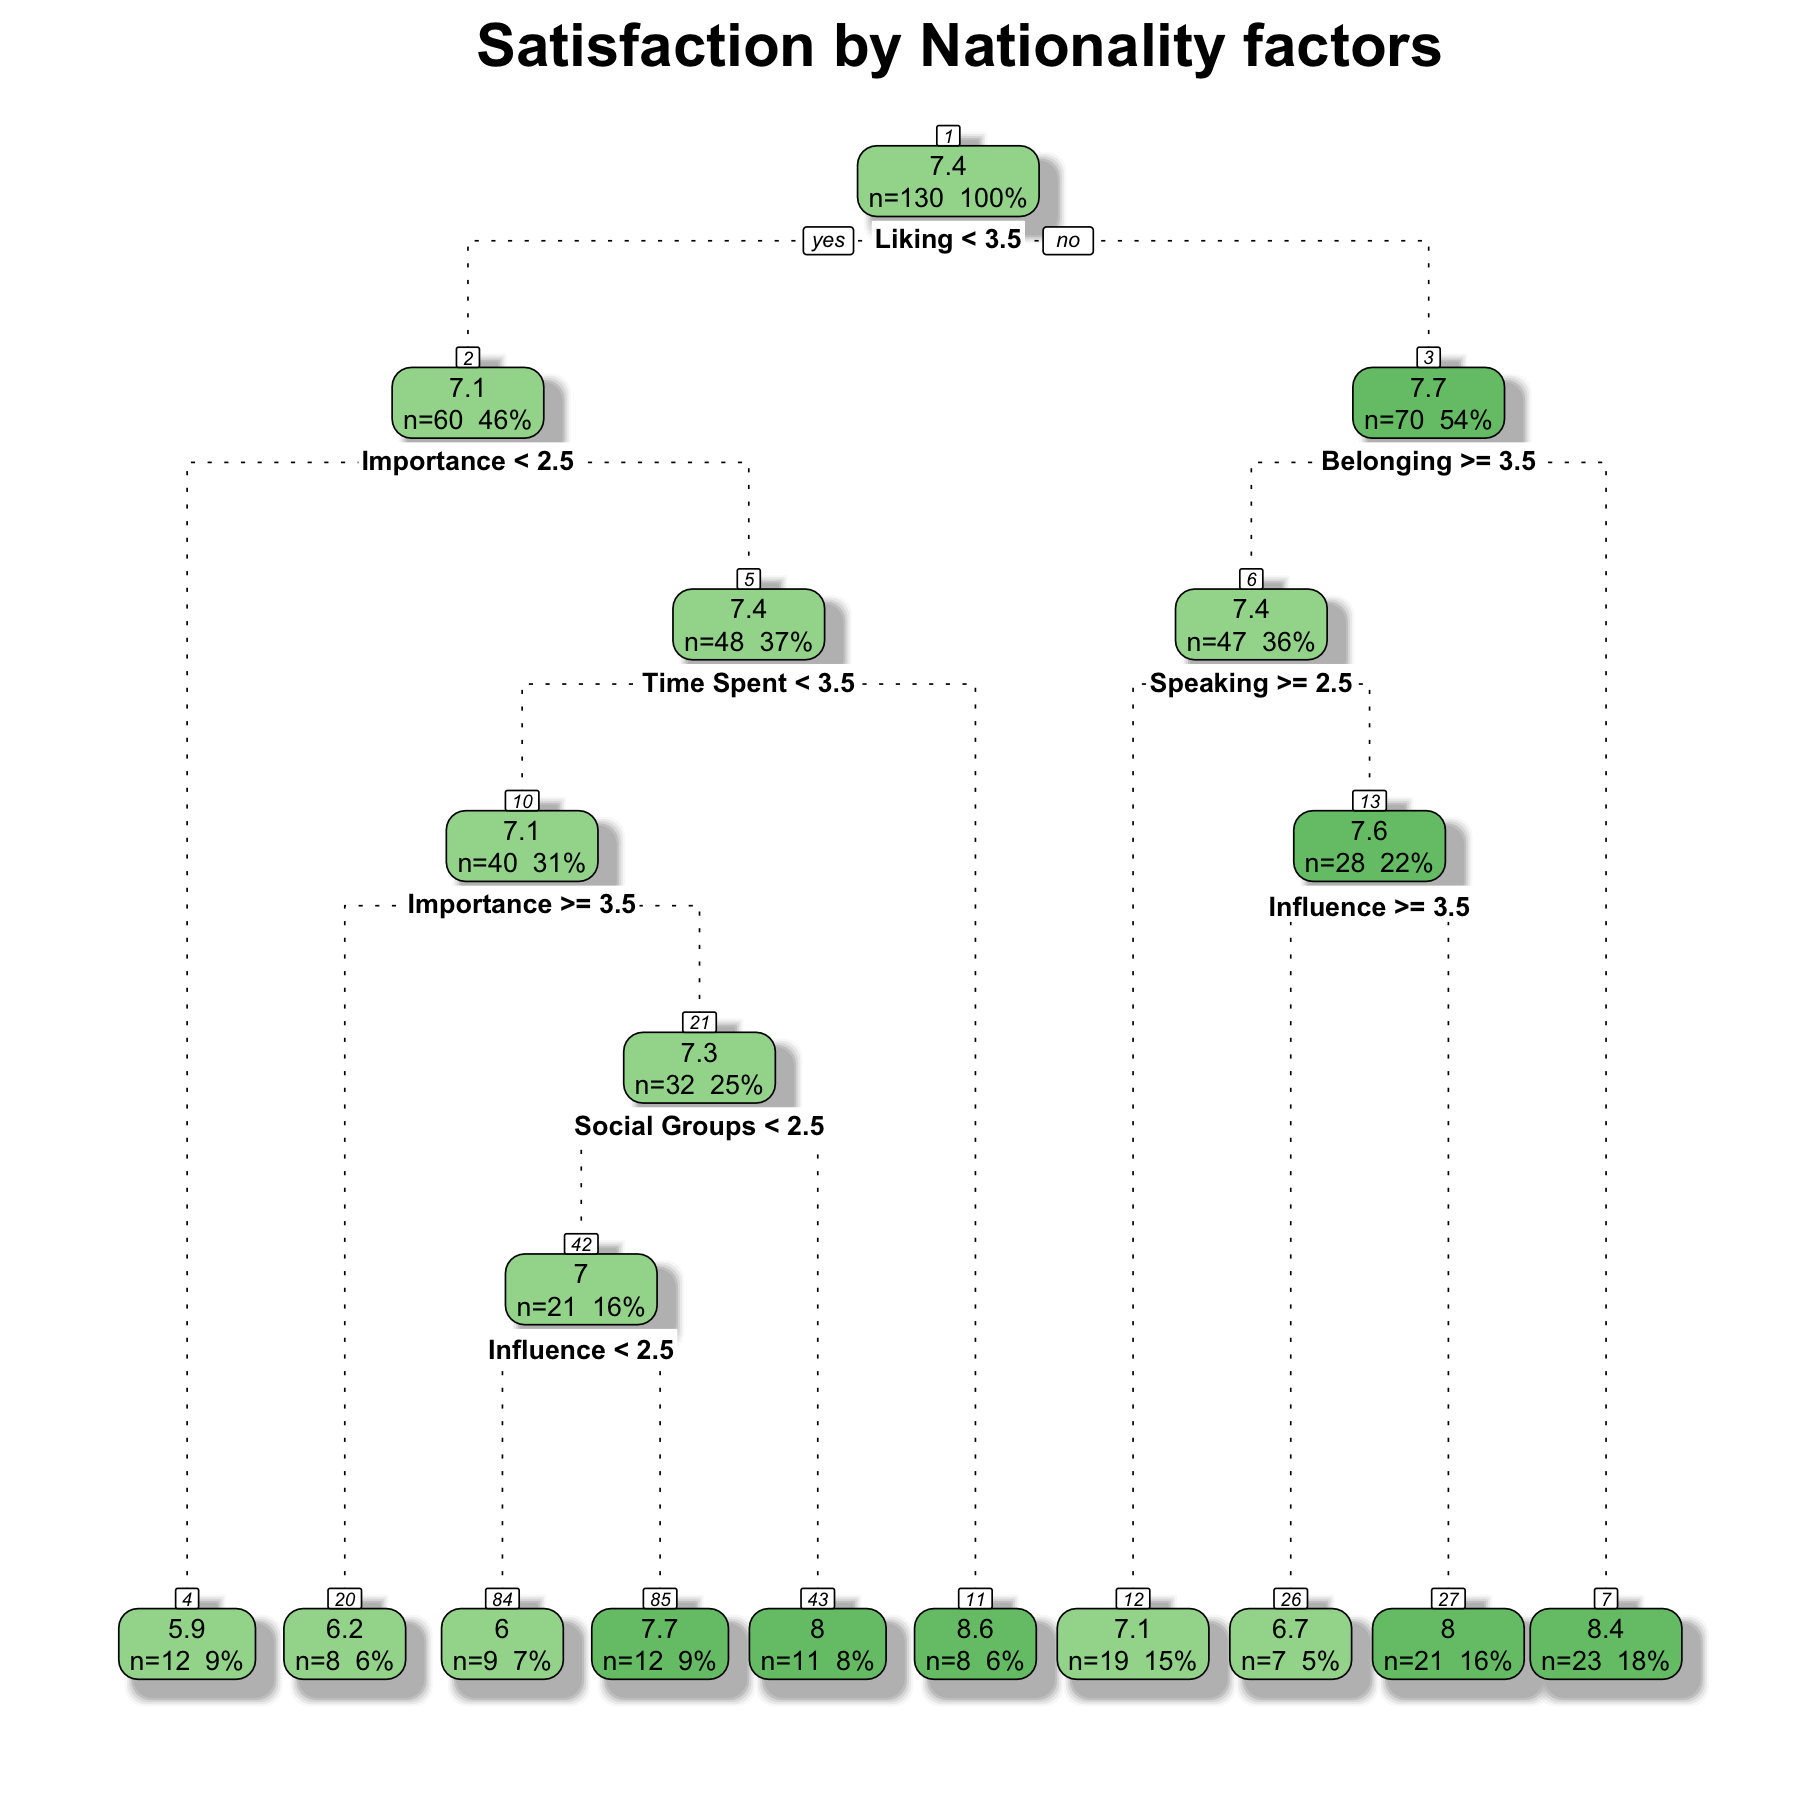 Satisfaction by Nationality factors
1
7.4
n=130 100%
yes Liking < 3.5 no
2
7.1
n=60 46%
3
7.7
n=70 54%
Importance < 2.5
Belonging >= 3.5
5
7.4
n=48 37%
6
7.4
n=47 36%
Time Spent < 3.5
Speaking >= 2.5
10
7.1
n=40 31%
13
7.6
n=28 22%
Importance >= 3.5
Influence >= 3.5
21
7.3
n=32 25%
Social Groups < 2.5
42
7
n=21 16%
Influence < 2.5
4
5.9
n=12 9%
20
6.2
n=8 6%
84
6
n=9 7%
85
7.7
n=12 9%
43
8
n=11 8%
11
8.6
n=8 6%
12
7.1
n=19 15%
26
6.7
n=7 5%
27
8
n=21 16%
7
8.4
n=23 18%